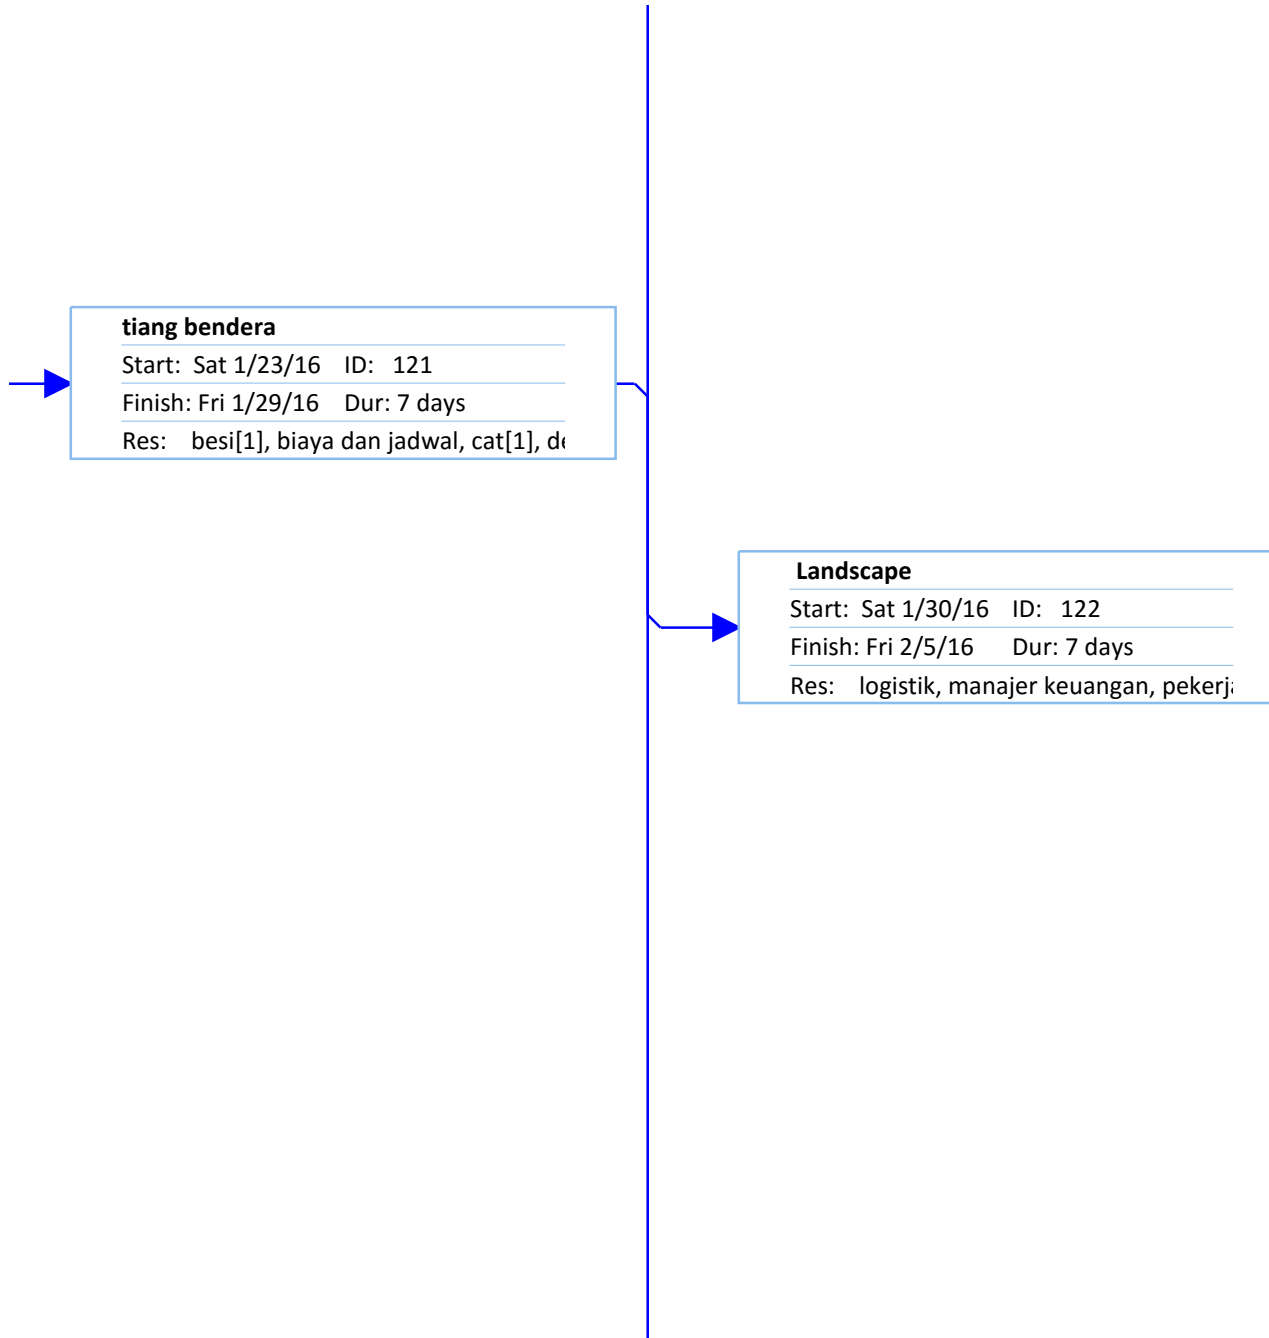 tiang bendera
Start: Sat 1/23/16 ID: 121
Finish: Fri 1/29/16 Dur: 7 days
Res: besi[1], biaya dan jadwal, cat[1],
Landscape
Start: Sat 1/30/16 ID: 122
Finish: Fri 2/5/16 Dur: 7 days
Res: logistik, manajer keuangan,